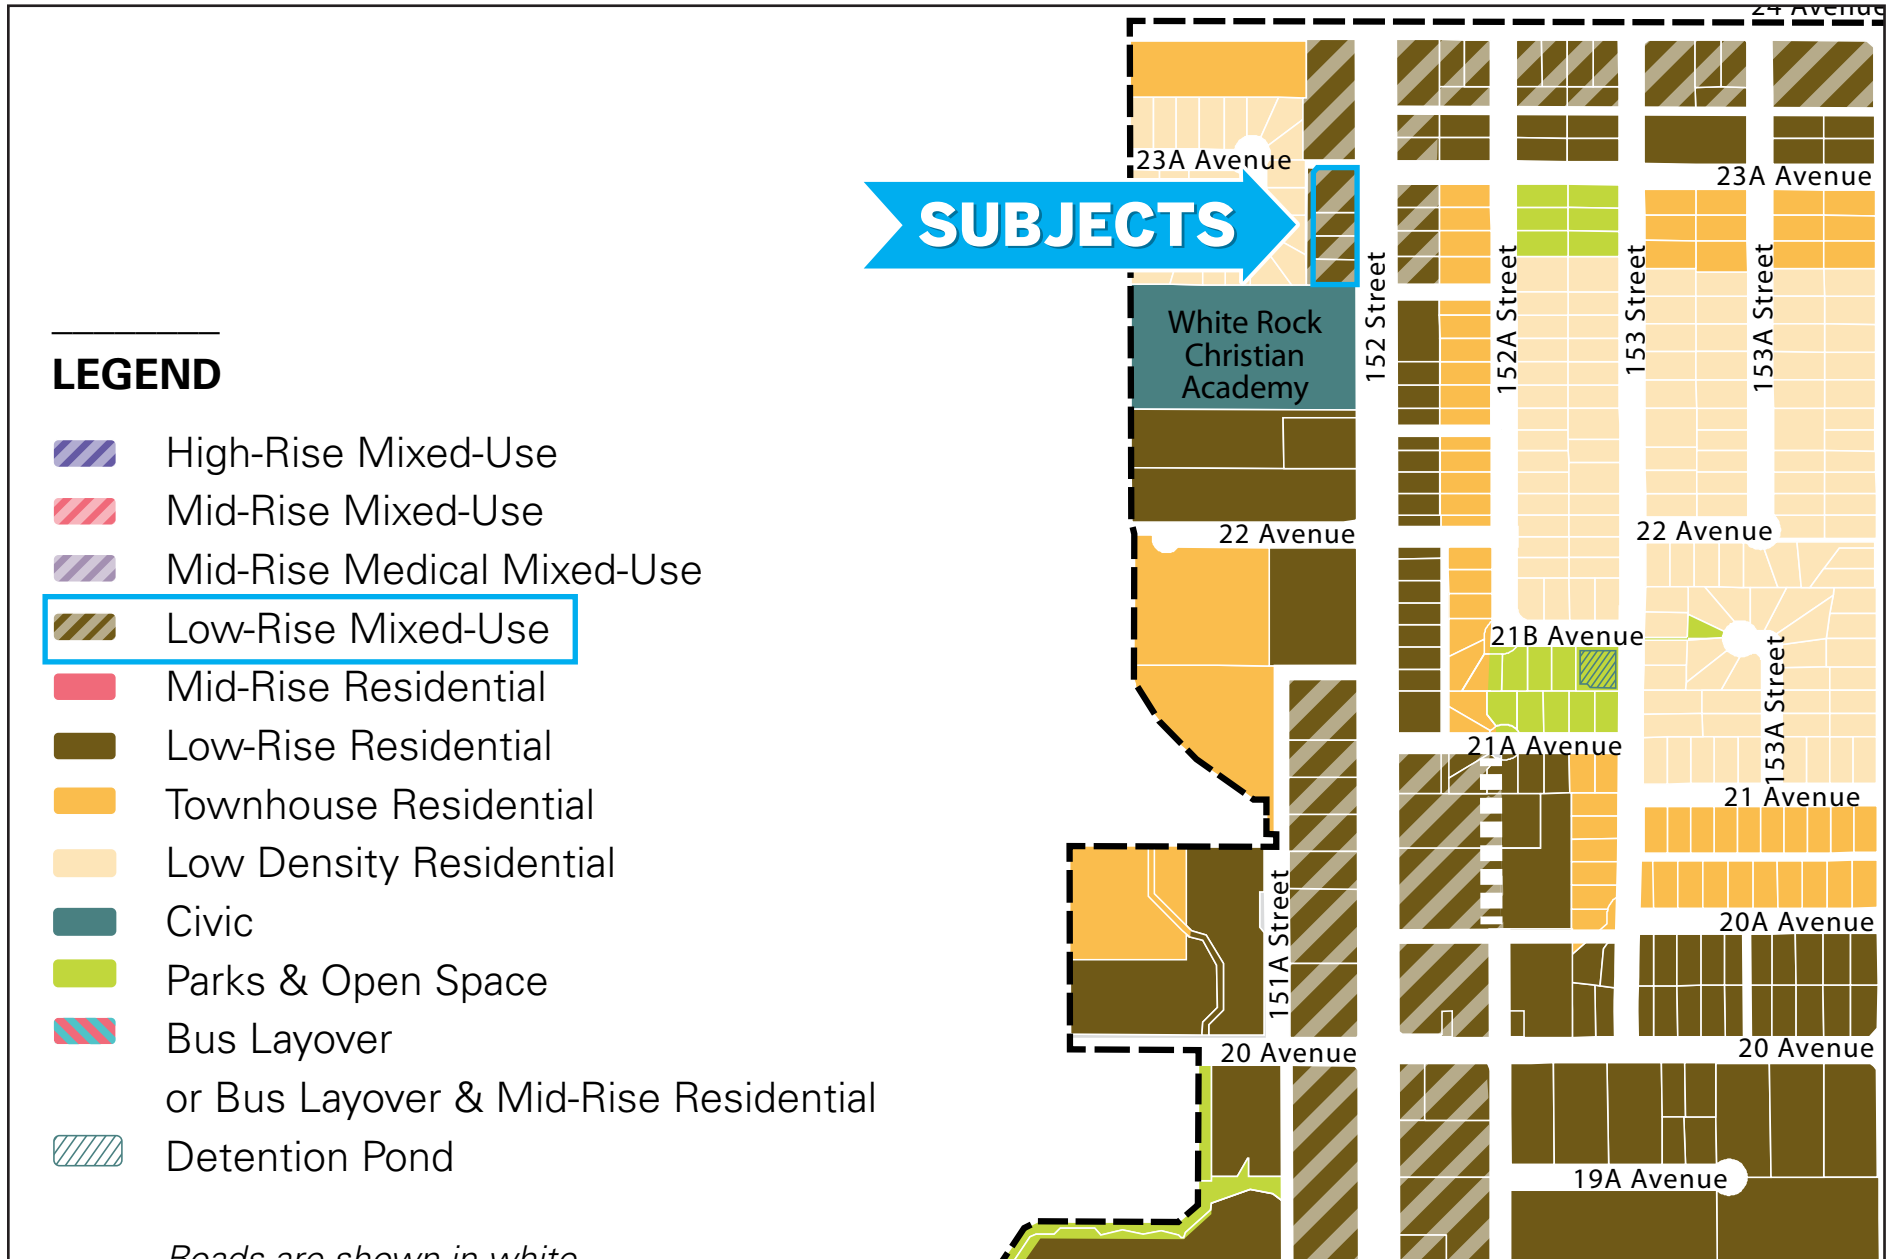 24 Avenue
23A Avenue
23A Avenue
SUBJECTS
152 Street
152A Street
153 Street
153A Street
White Rock
Christian
Academy
LEGEND
High-Rise Mixed-Use
Mid-Rise Mixed-Use
Mid-Rise Medical Mixed-Use
Low-Rise Mixed-Use
Mid-Rise Residential
Low-Rise Residential
Townhouse Residential
Low Density Residential
Civic
Parks & Open Space
Bus Layover
or Bus Layover & Mid-Rise Residential
Detention Pond
Roads are shown in white
22 Avenue
22 Avenue
21B Avenue
153A Street
21A Avenue
21 Avenue
151A Street
20A Avenue
20 Avenue
20 Avenue
19A Avenue